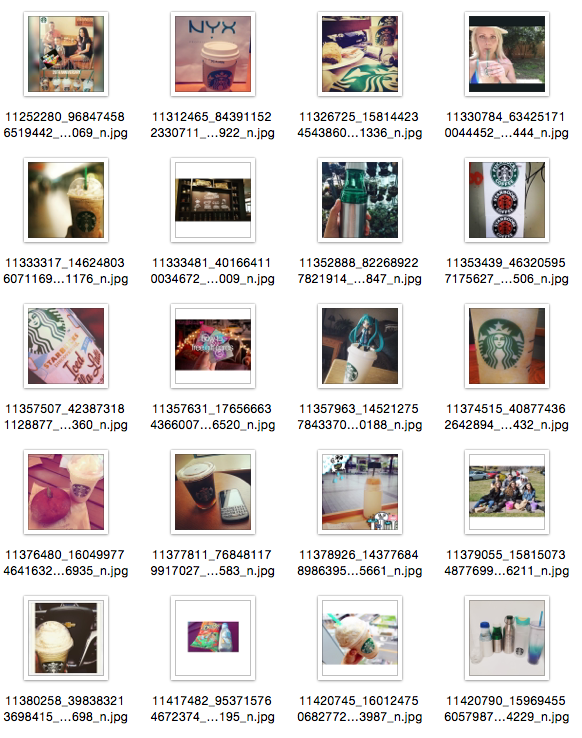 NYX
11252280_96847458 11312465_84391152 11326725_15814423 11330784_63425171
6519442_...069_n.jpg 2330711_...922_n.jpg 4543860...1336_n.jpg 0044452_...444_n.jpg
11333317_14624803 11333481_40166411 11352888_82268922 11353439_46320595
6071169...1176_n.jpg 0034672_...009_n.jpg 7821914_...847_n.jpg 7175627_...506_n.jpg
Iced
11357507_42387318 11357631_17656663 11357963_14521275 11374515_40877436
1128877_...360_n.jpg 4366007...6520_n.jpg 7843370...0188_n.jpg 2642894_...432_n.jpg
11376480_16049977 11377811_76848117 11378926_14377684 11379055_15815073
4641632...6935_n.jpg 9917027_...583_n.jpg 8986395...5661_n.jpg 4877699...6211_n.jpg
11380258_39838321 11417482_95371576 11420745_16012475 11420790_15969455
3698415_...698_n.jpg 4672374_...195_n.jpg 0682772...3987_n.jpg 6057987...4229_n.jpg